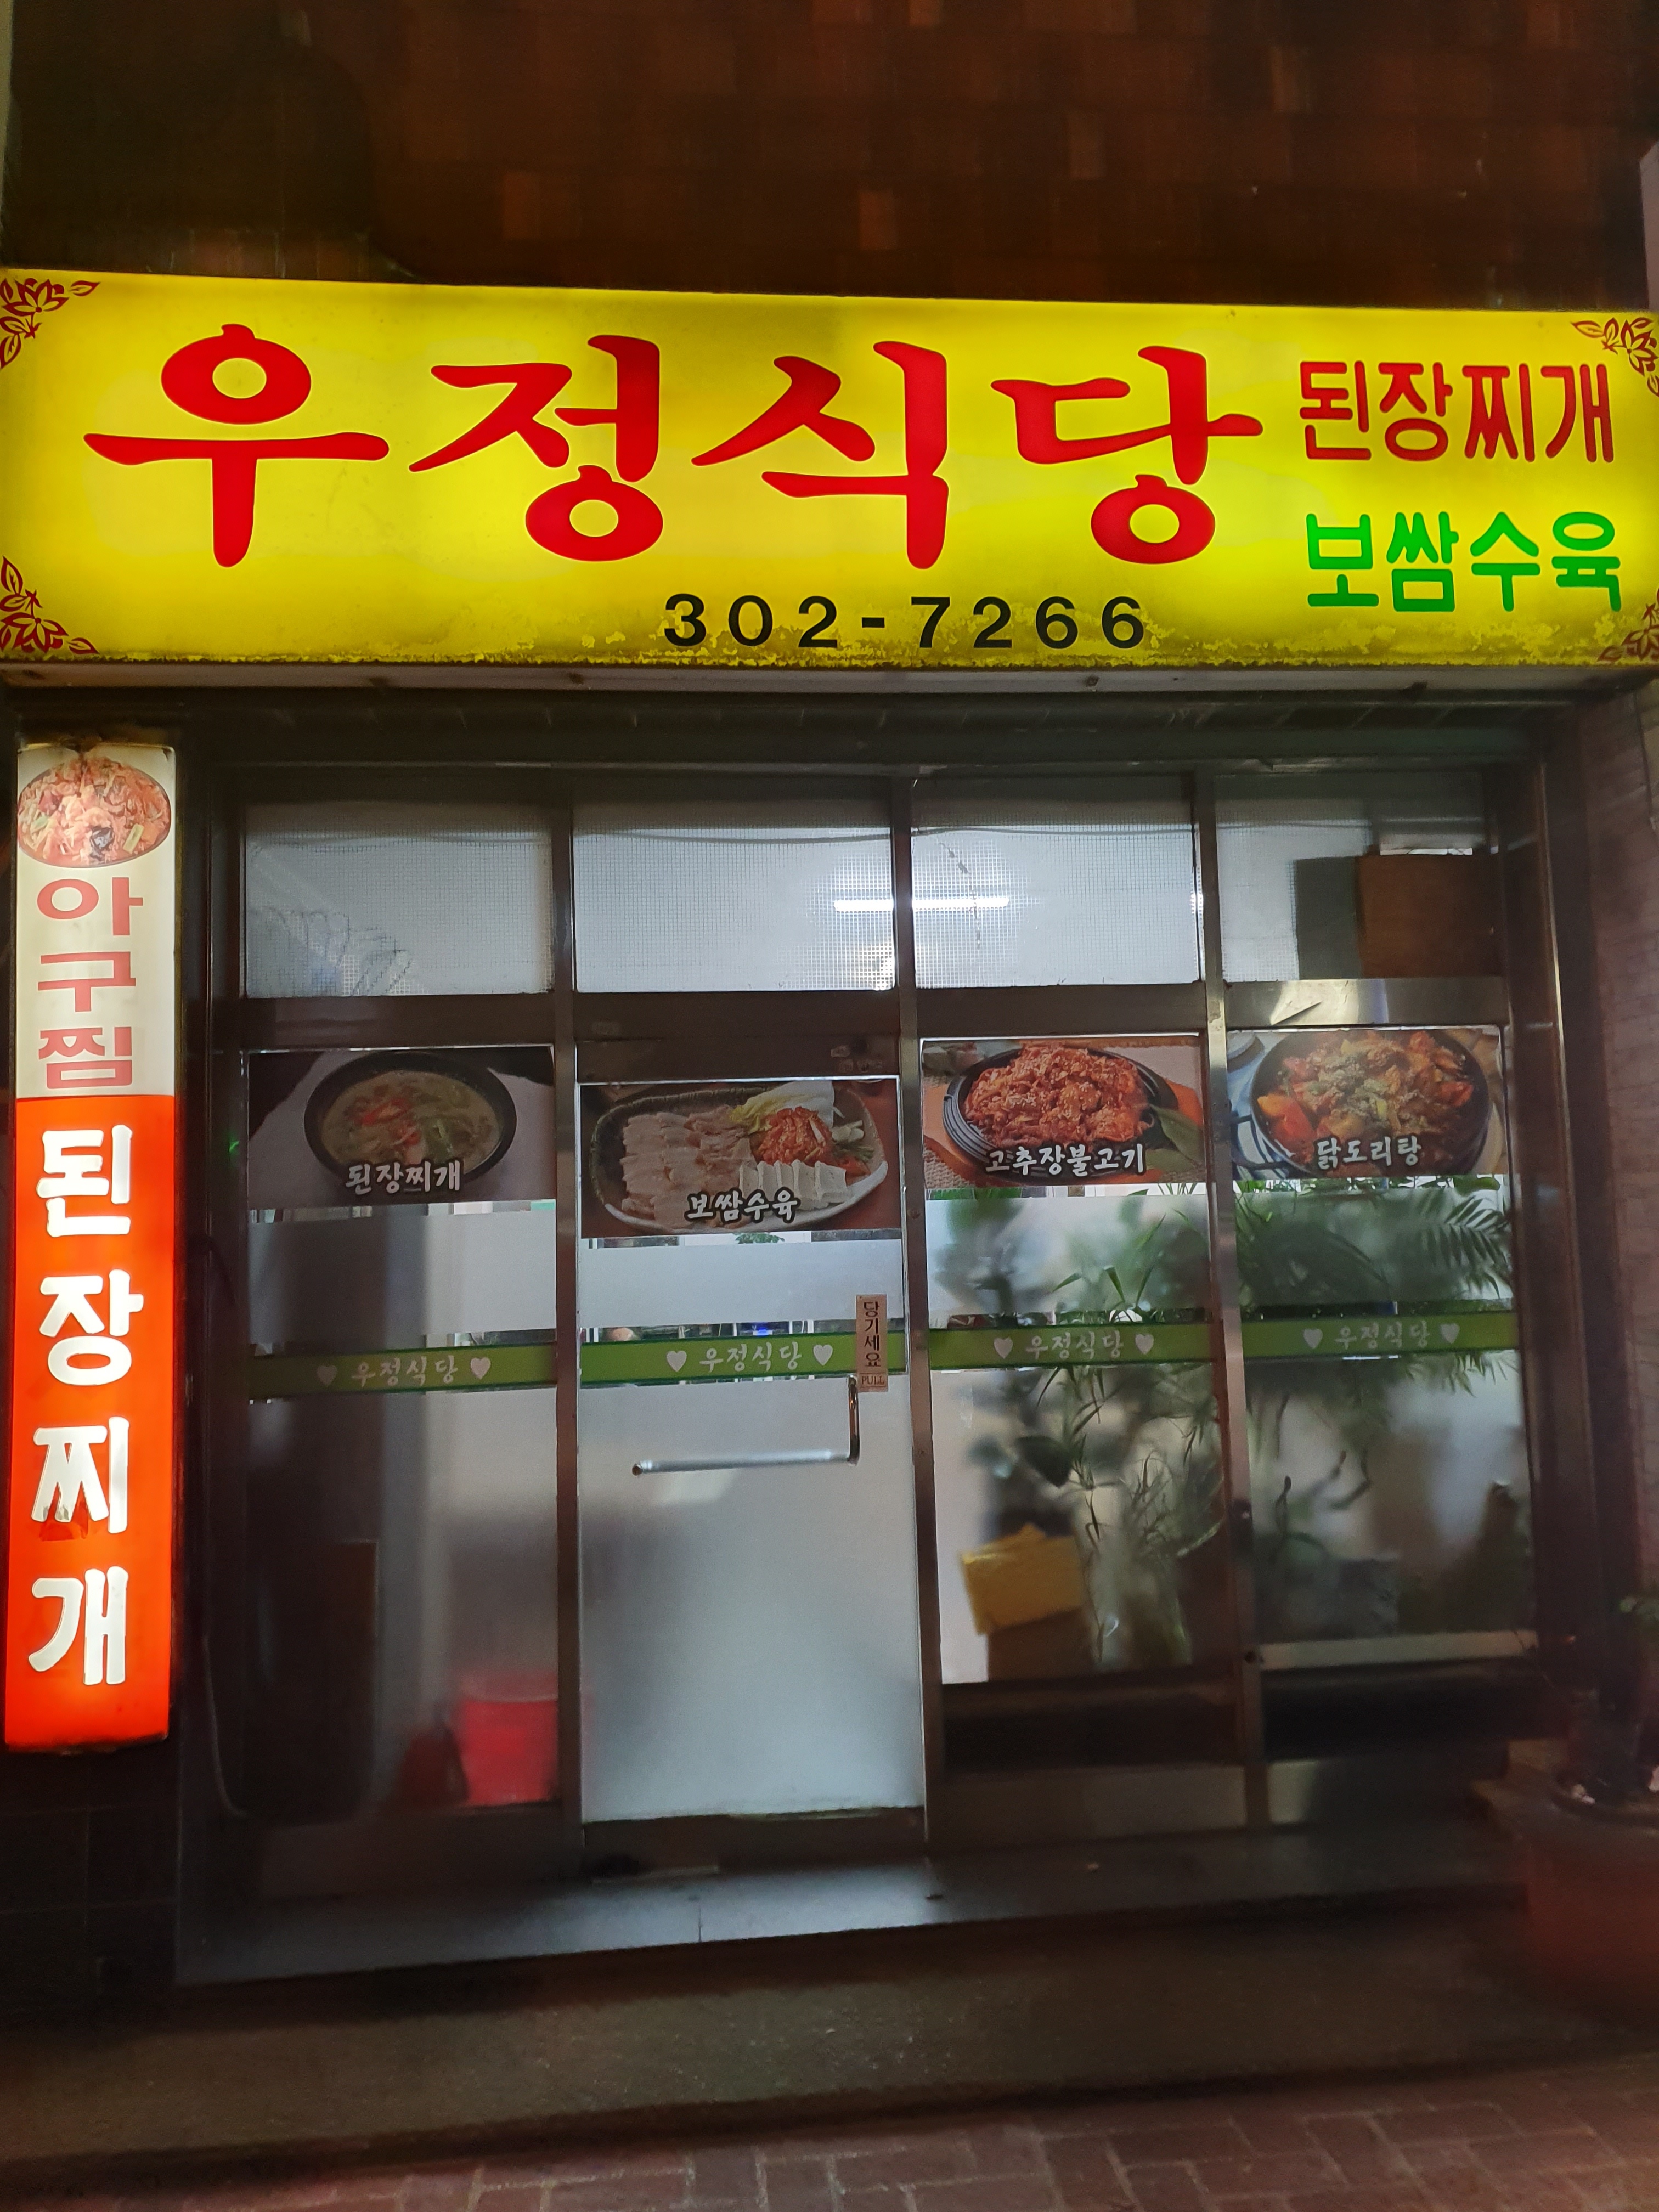 우정식당
된장찌개
보쌈수육
302-7266
아구찜
된장찌개
된장찌개
보쌈수육
고추장불고기
닭도리탕
당기세요
PULL
우정식당
우정식당
우정식당
우정식당